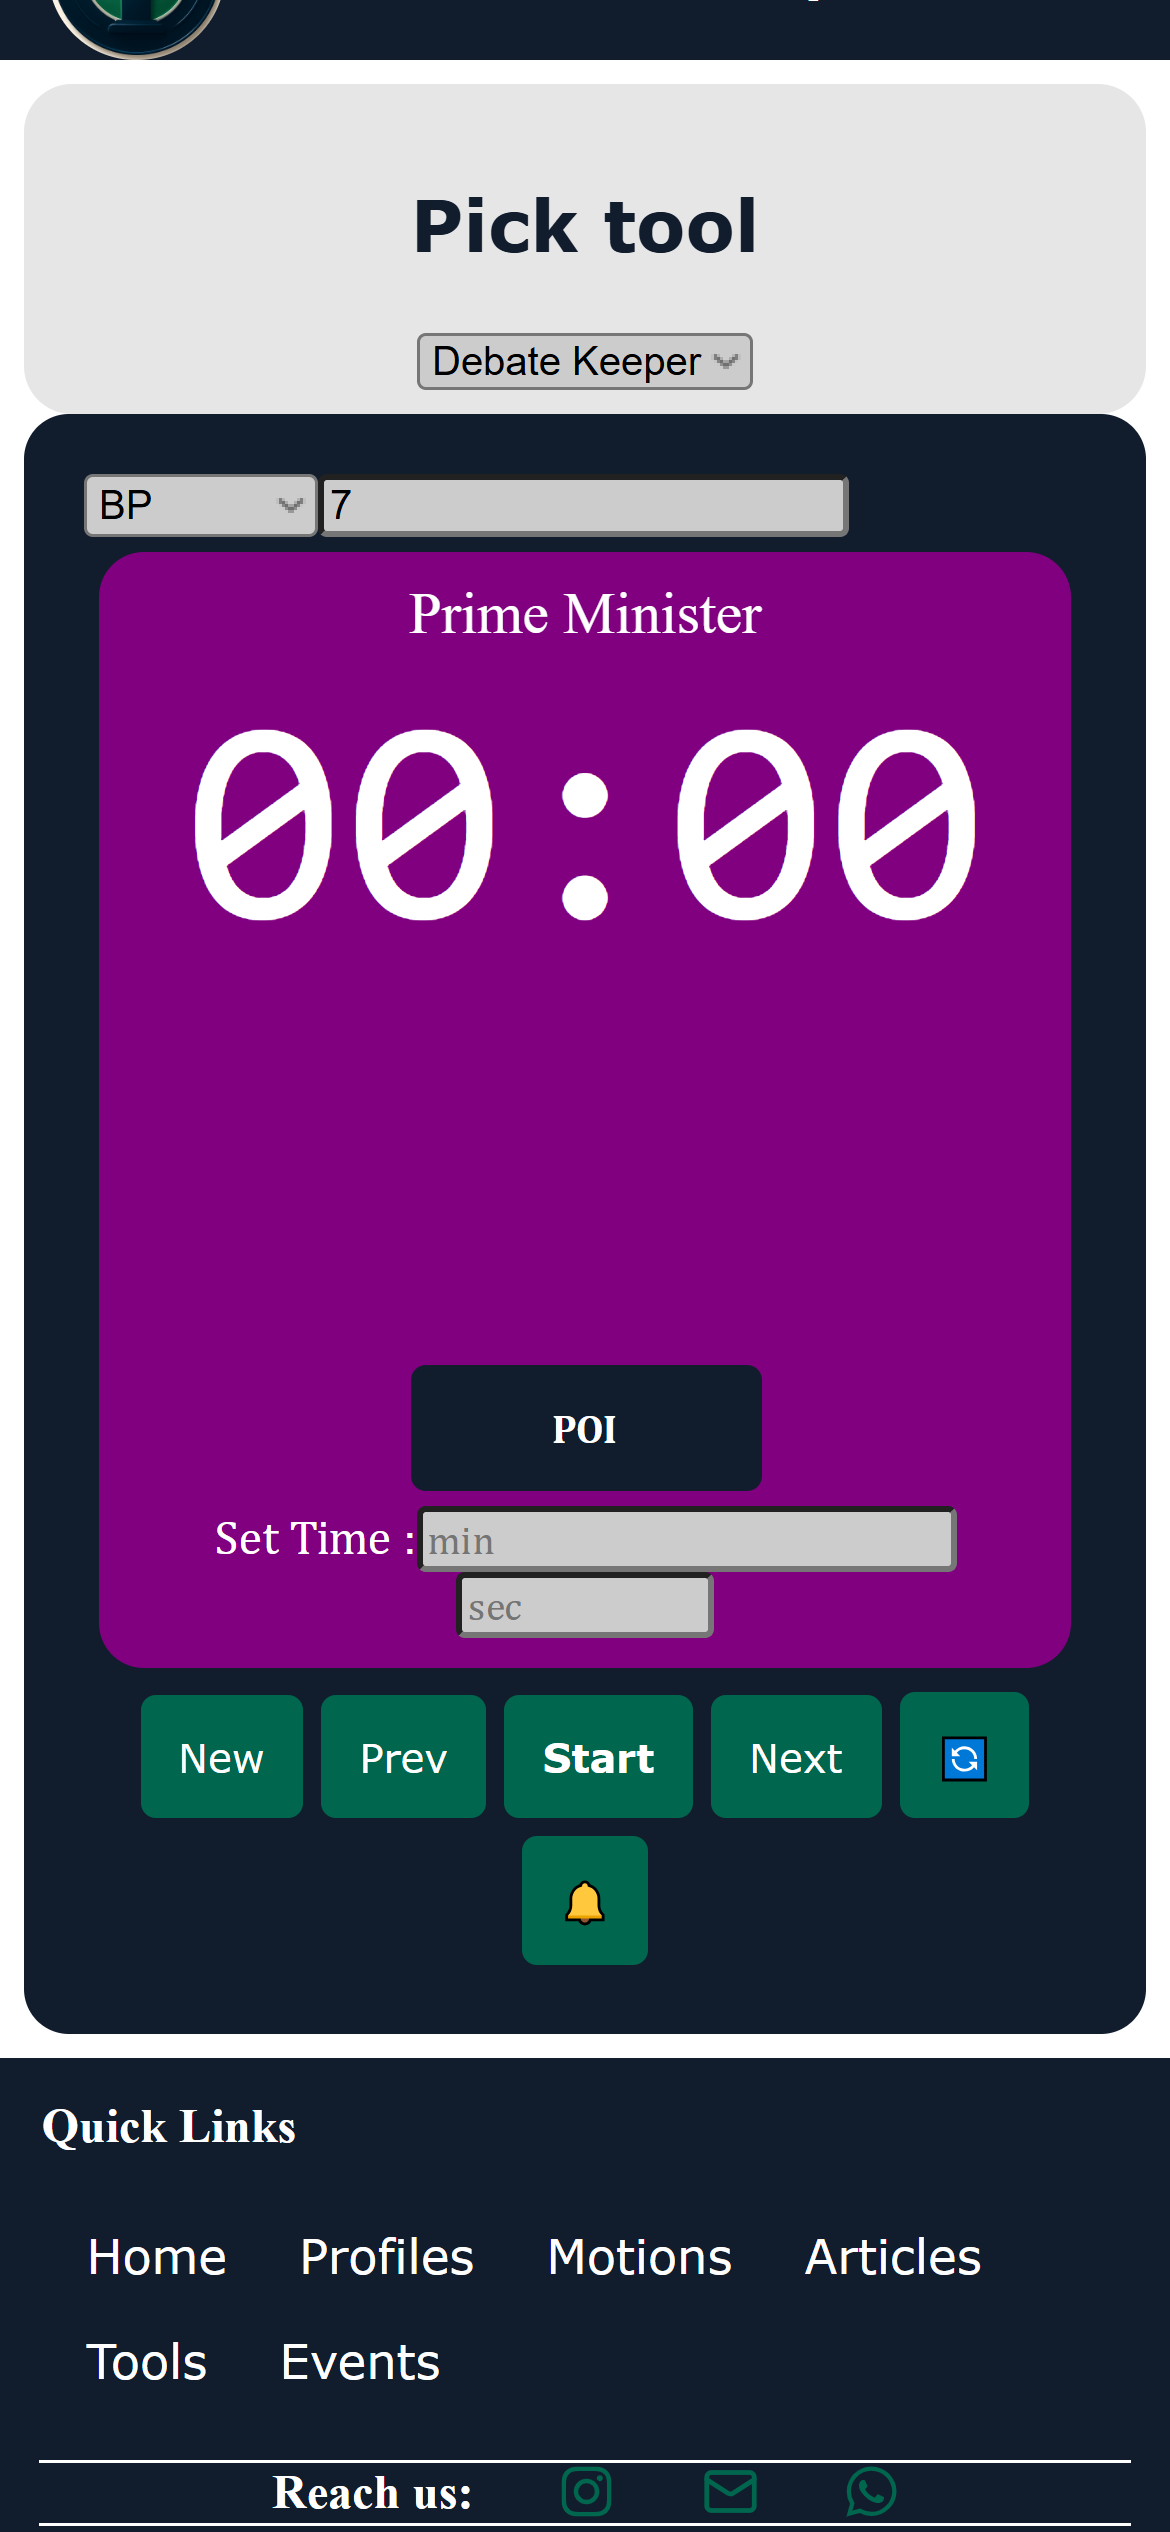 Pick tool
Debate Keeper
BP 7
Prime Minister
00:00
POI
Set Time : min
sec
New Prev Start Next
Quick Links
Home Profiles Motions Articles
Tools Events
Reach us: